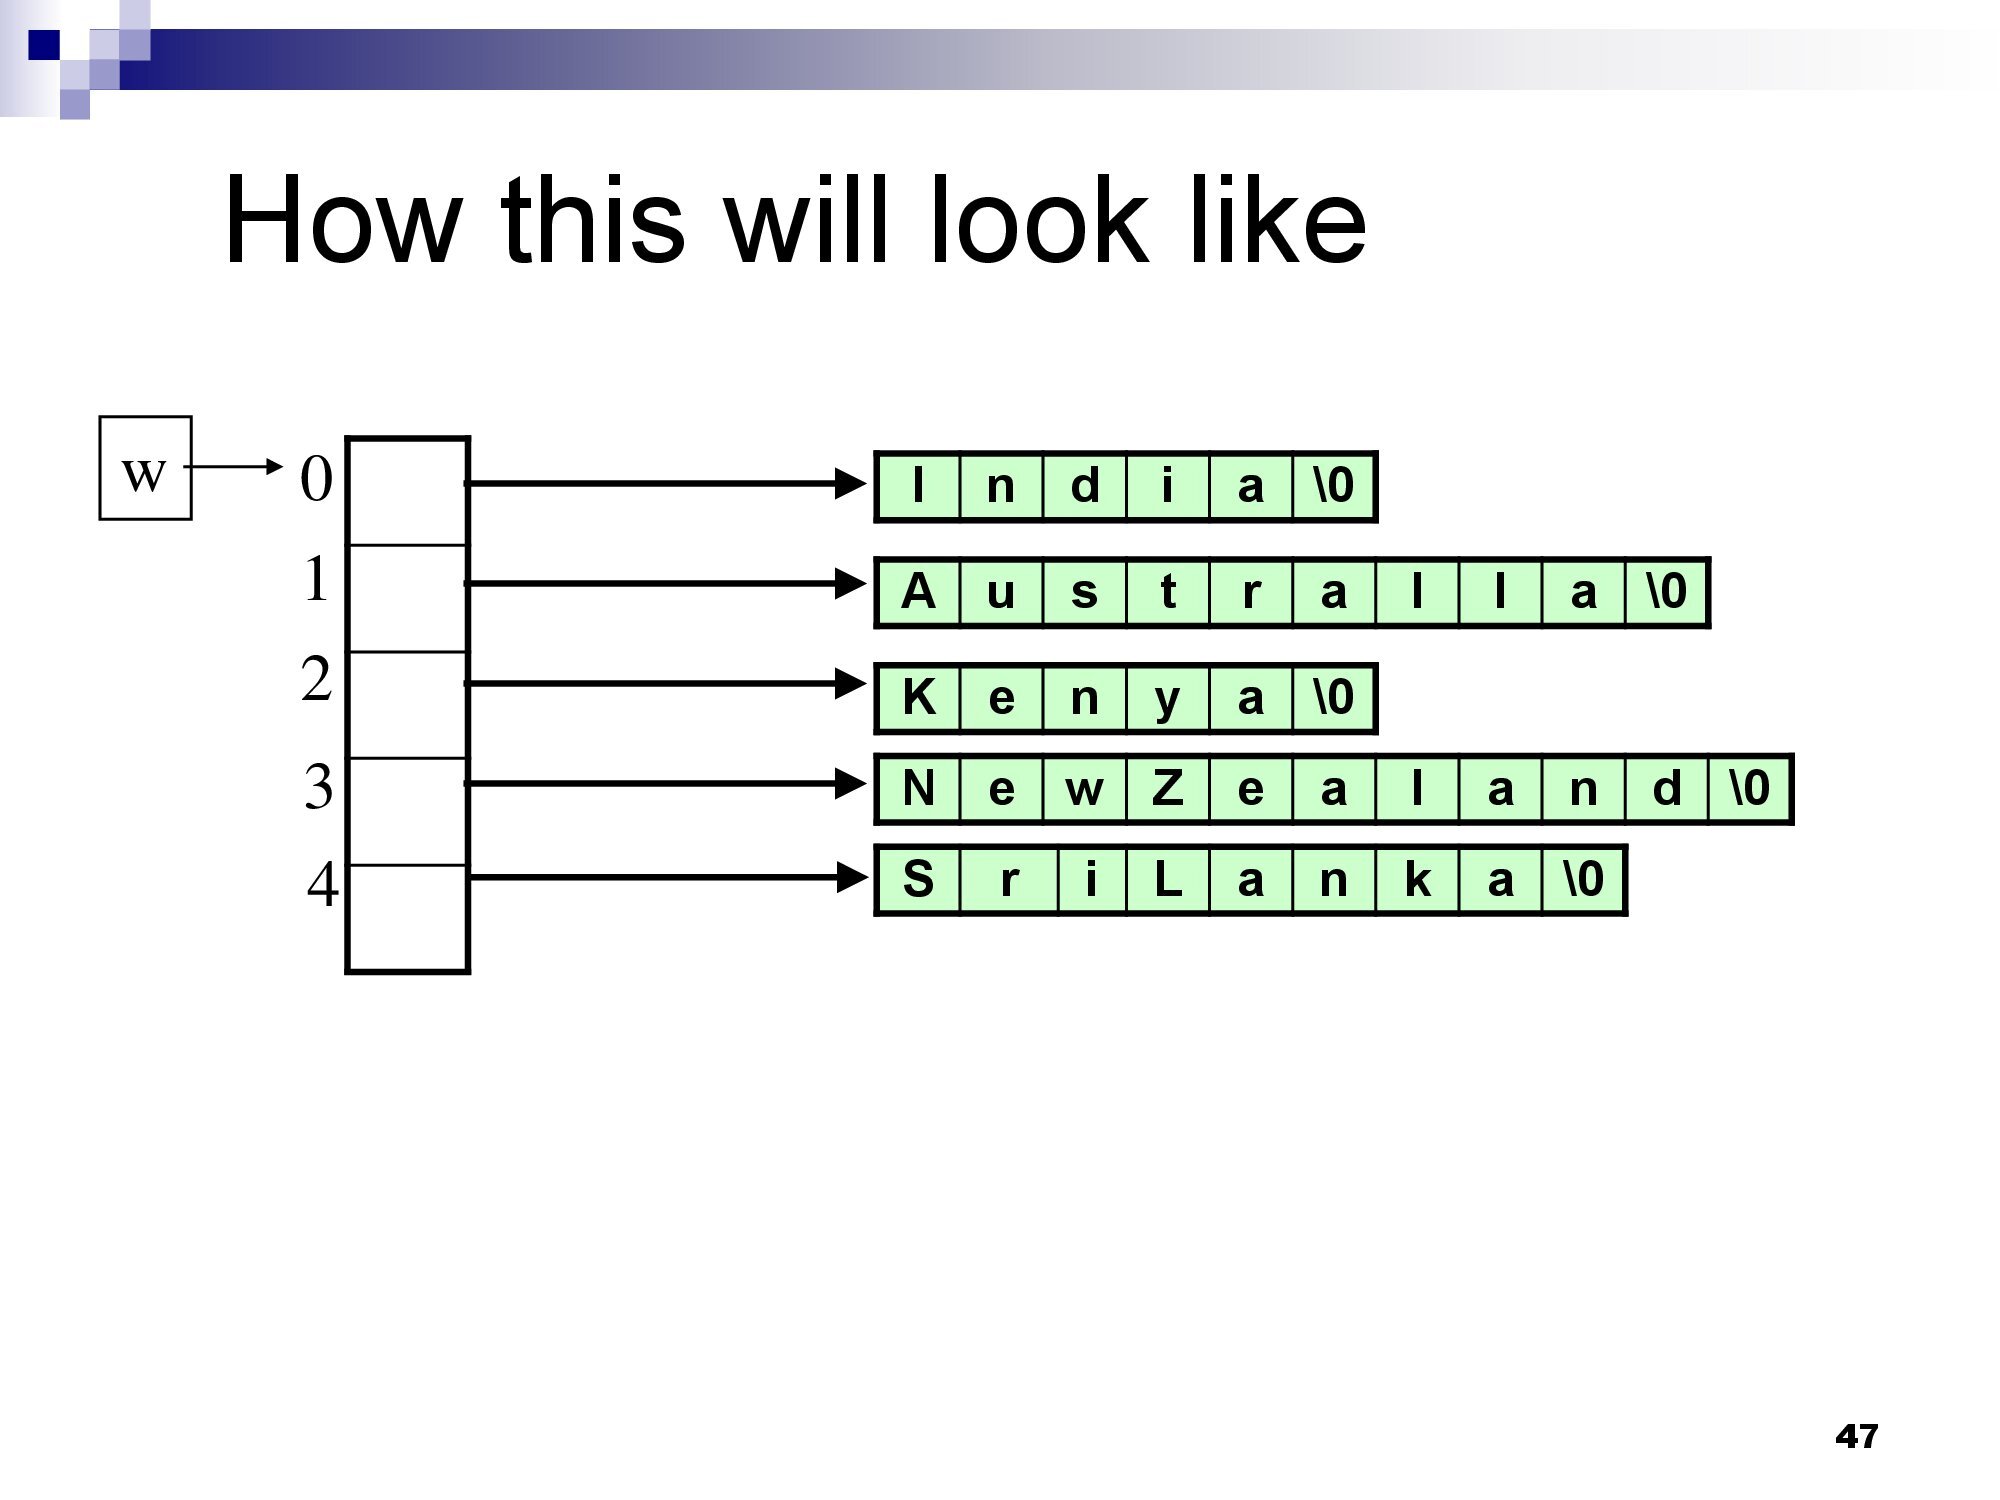 How this will look like
w
0 I n d i a \0
1 A u s t r a l l a \0
2 K e n y a \0
3 N e w Z e a l a n d \0
4 S r i L a n k a \0
47